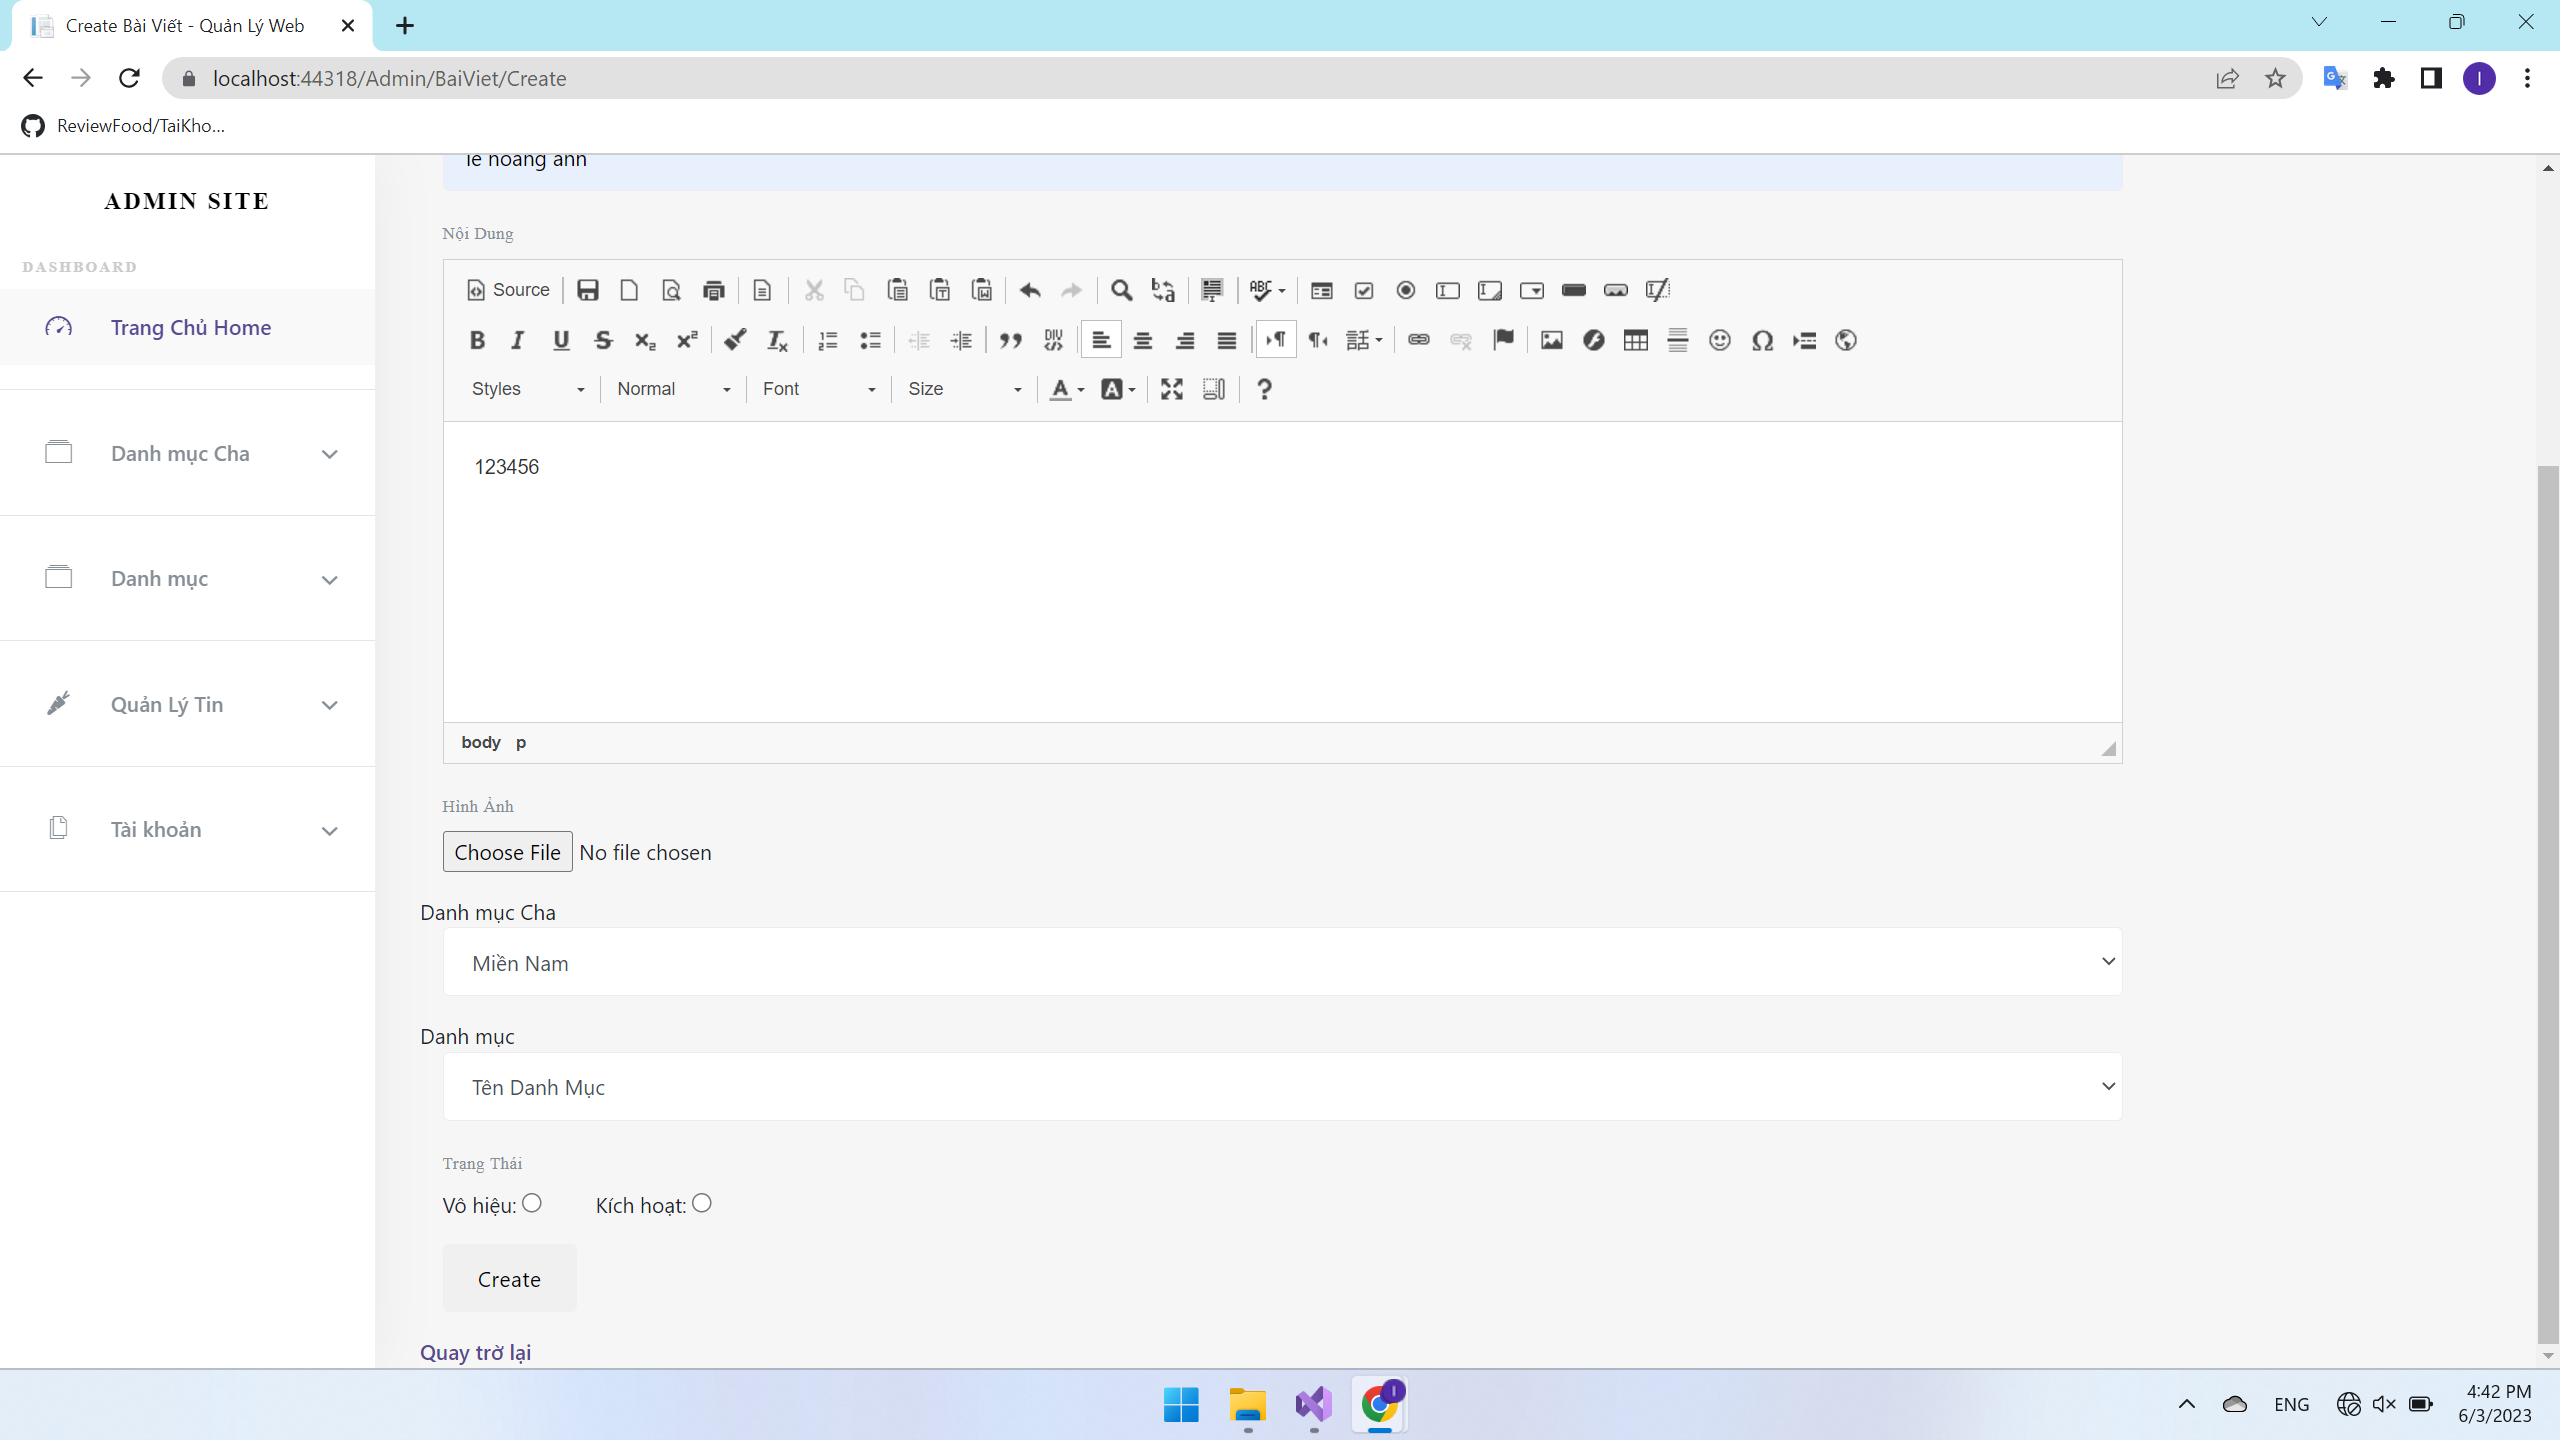 Create Bài Viết - Quản Lý Web
localhost:44318/Admin/BaiViet/Create
I
ReviewFood/TaiKho...
ADMIN SITE
DASHBOARD
Trang Chủ Home
Danh mục Cha
Danh mục
Quản Lý Tin
Tài khoản
le hoang anh
Nội Dung
Source
Styles
Normal
Font
Size
123456
body p
Hình Ảnh
Choose File No file chosen
Danh mục Cha
Miền Nam
Danh mục
Tên Danh Mục
Trạng Thái
Vô hiệu: Kích hoạt:
Create
Quay trở lại
ENG
4:42 PM
6/3/2023